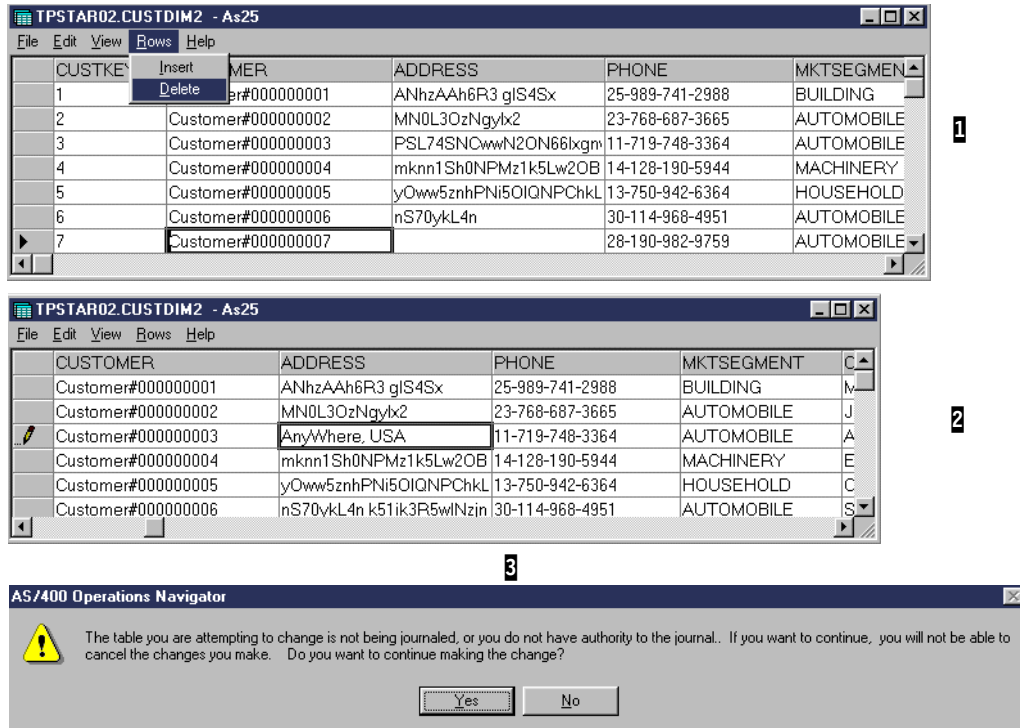 TPSTAR02.CUSTDIM2 - As25
File Edit View Rows Help
Insert
Delete
CUSTKEY MER ADDRESS PHONE MKTSEGMEN
1 er#000000001 ANhzAAh6R3 glS4Sx 25-989-741-2988 BUILDING
2 Customer#000000002 MN0L3OzNgylx2 23-768-687-3665 AUTOMOBILE
3 Customer#000000003 11-719-748-3364 AUTOMOBILE
4 Customer#000000004 mknn1Sh0NPMz1k5Lw2OB 14-128-190-5944 MACHINERY
5 Customer#000000005 yOww5znhPNi5OIQNPChkL 13-750-942-6364 HOUSEHOLD
6 Customer#000000006 nS70ykL4n 30-114-968-4951 AUTOMOBILE
7 Customer#000000007 28-190-982-9759 AUTOMOBILE
1
TPSTAR02.CUSTDIM2 - As25
File Edit View Rows Help
CUSTOMER ADDRESS PHONE MKTSEGMENT C
Customer#000000001 ANhzAAh6R3 glS4Sx 25-989-741-2988 BUILDING M
Customer#000000002 MN0L3OzNgylx2 23-768-687-3665 AUTOMOBILE J
Customer#000000003 AnyWhere, USA 11-719-748-3364 AUTOMOBILE A
Customer#000000004 mknn1Sh0NPMz1k5Lw2OB 14-128-190-5944 MACHINERY E
Customer#000000005 yOww5znhPNi5OIQNPChkL 13-750-942-6364 HOUSEHOLD C
Customer#000000006 nS70ykL4n k51ik3R5wlNzjn 30-114-968-4951 AUTOMOBILE S
2
3
AS/400 Operations Navigator
The table you are attempting to change is not being journaled, or you do not have authority to the journal.. If you want to continue, you will not be able to
cancel the changes you make. Do you want to continue making the change?
Yes No